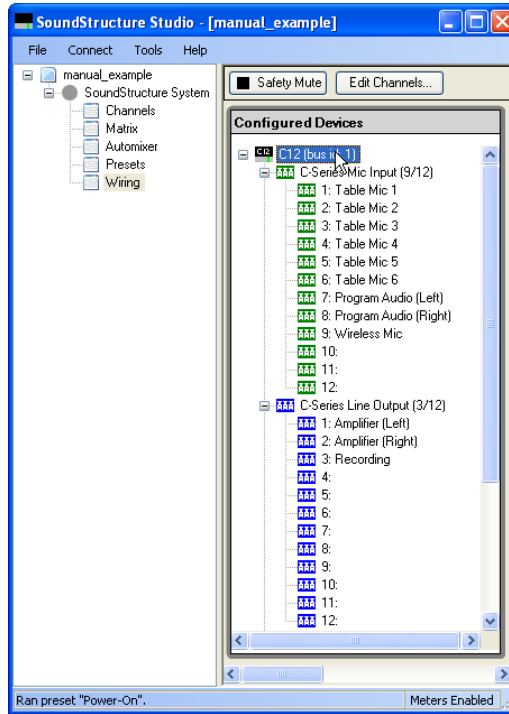 SoundStructure Studio - [manual_example]
File Connect Tools Help
manual_example
SoundStructure System
Channels
Matrix
Automixer
Presets
Wiring
Safety Mute Edit Channels...
Configured Devices
C12 (bus id: 1)
C-Series Mic Input (9/12)
1: Table Mic 1
2: Table Mic 2
3: Table Mic 3
4: Table Mic 4
5: Table Mic 5
6: Table Mic 6
7: Program Audio (Left)
8: Program Audio (Right)
9: Wireless Mic
10:
11:
12:
C-Series Line Output (3/12)
1: Amplifier (Left)
2: Amplifier (Right)
3: Recording
4:
5:
6:
7:
8:
9:
10:
11:
12:
Ran preset "Power-On". Meters Enabled